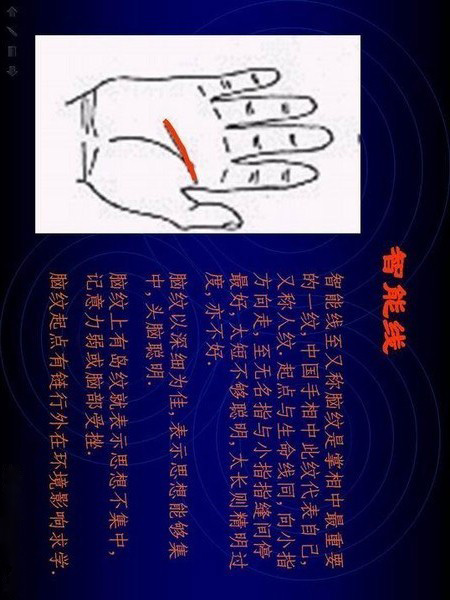 智能线
智能线至又称脑纹是掌相中最重要
的一纹.中国手相中此纹代表自己,
又称人纹.起点与生命线同,向小指
方向走,至无名指与小指指缝间停
最好,太短不够聪明,太长则精明过
度,亦不妖.
脑纹以深细为佳,表示思想能够集
中,头脑聪明.
脑纹上有岛纹就表示思想不集中,
记意力弱或脑部受挫.
脑纹起点有链行外在环境影响求学.